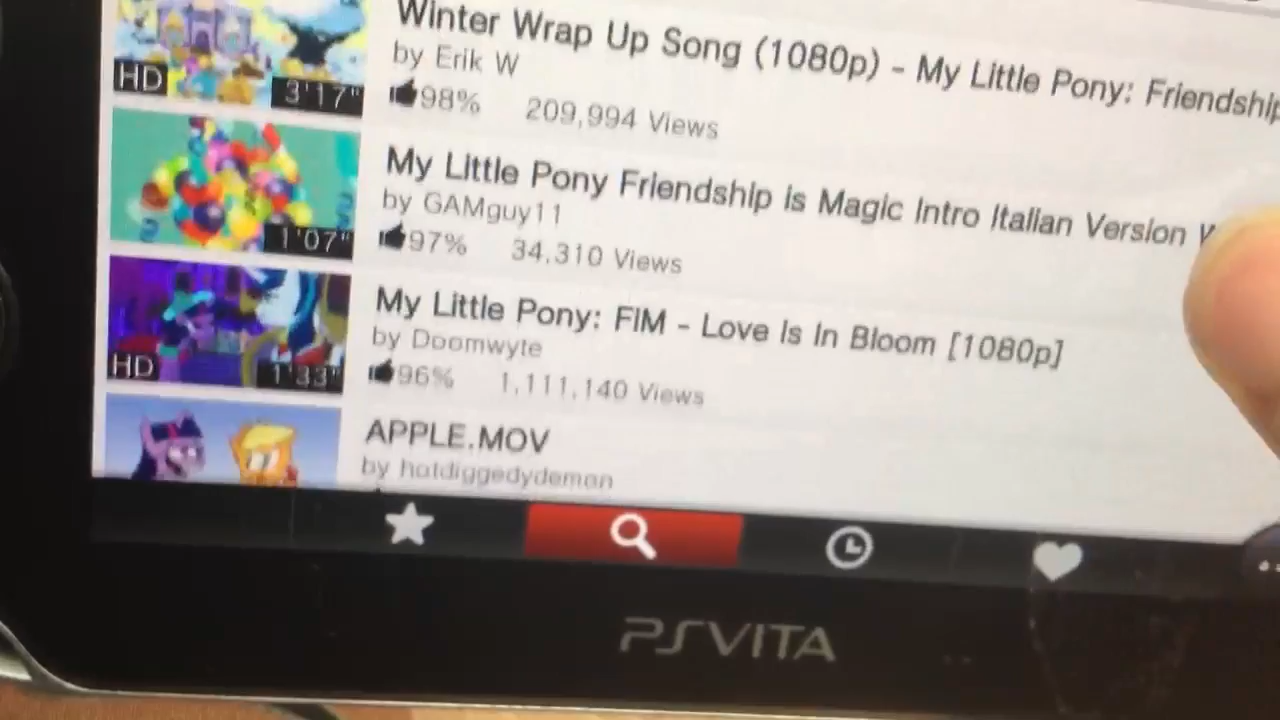 Winter Wrap Up Song (1080p) - My Little Pony: Friendship
by Erik W
HD
3'17"
98% 209,994 Views
My Little Pony Friendship is Magic Intro Italian Version
by GAMguy11
1'07"
97% 34,310 Views
My Little Pony: FIM - Love Is In Bloom [1080p]
by Doomwyte
HD
1'33"
96% 1,111,140 Views
APPLE.MOV
by hotdiggedydemon
PSVITA